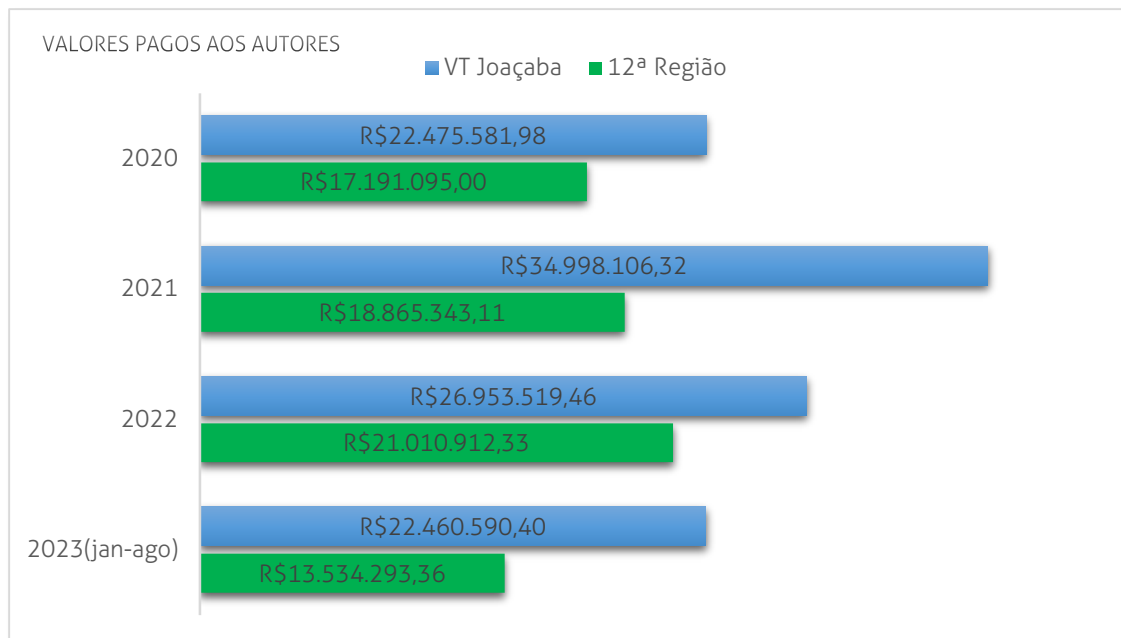 VALORES PAGOS AOS AUTORES
VT Joaçaba 12ª Região
2020
R$22.475.581,98
R$17.191.095,00
2021
R$34.998.106,32
R$18.865.343,11
2022
R$26.953.519,46
R$21.010.912,33
2023(jan-ago)
R$22.460.590,40
R$13.534.293,36